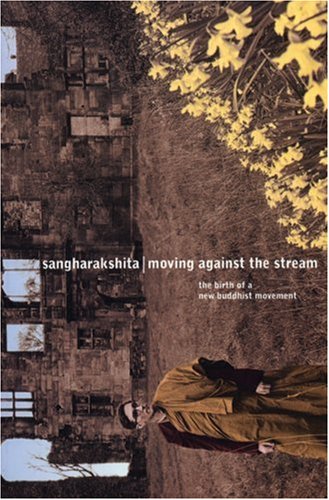 sangharakshita | moving against the stream
the birth of a
new buddhist movement